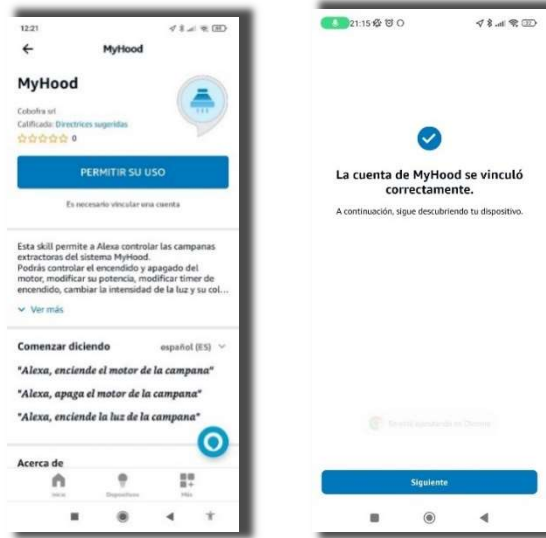 12:21
MyHood
MyHood
Cobofra srl
Calificada: Directrices sugeridas
0
PERMITIR SU USO
Es necesario vincular una cuenta
Esta skill permite a Alexa controlar las campanas
extractoras del sistema MyHood.
Podrás controlar el encendido y apagado del
motor, modificar su potencia, modificar timer de
encendido, cambiar la intensidad de la luz y su col...
Ver más
Comenzar diciendo español (ES)
"Alexa, enciende el motor de la campana"
"Alexa, apaga el motor de la campana"
"Alexa, enciende la luz de la campana"
Acerca de
Inicio Dispositivos Más
21:15
La cuenta de MyHood se vinculó
correctamente.
A continuación, sigue descubriendo tu dispositivo.
Siguiente